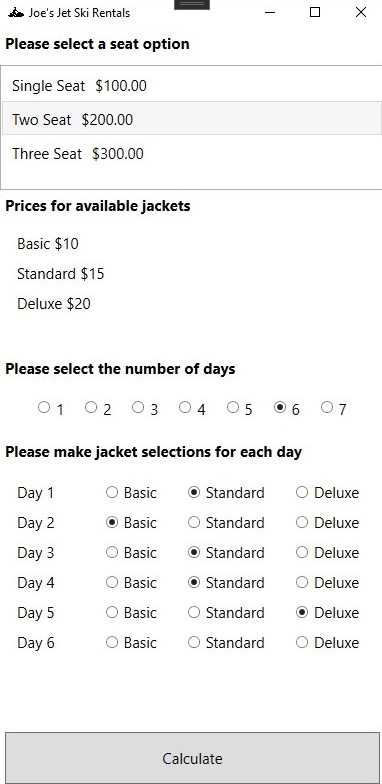 Joe's Jet Ski Rentals
Please select a seat option
Single Seat $100.00
Two Seat $200.00
Three Seat $300.00
Prices for available jackets
Basic $10
Standard $15
Deluxe $20
Please select the number of days
1 2 3 4 5 6 7
Please make jacket selections for each day
Day 1 Basic Standard Deluxe
Day 2 Basic Standard Deluxe
Day 3 Basic Standard Deluxe
Day 4 Basic Standard Deluxe
Day 5 Basic Standard Deluxe
Day 6 Basic Standard Deluxe
Calculate